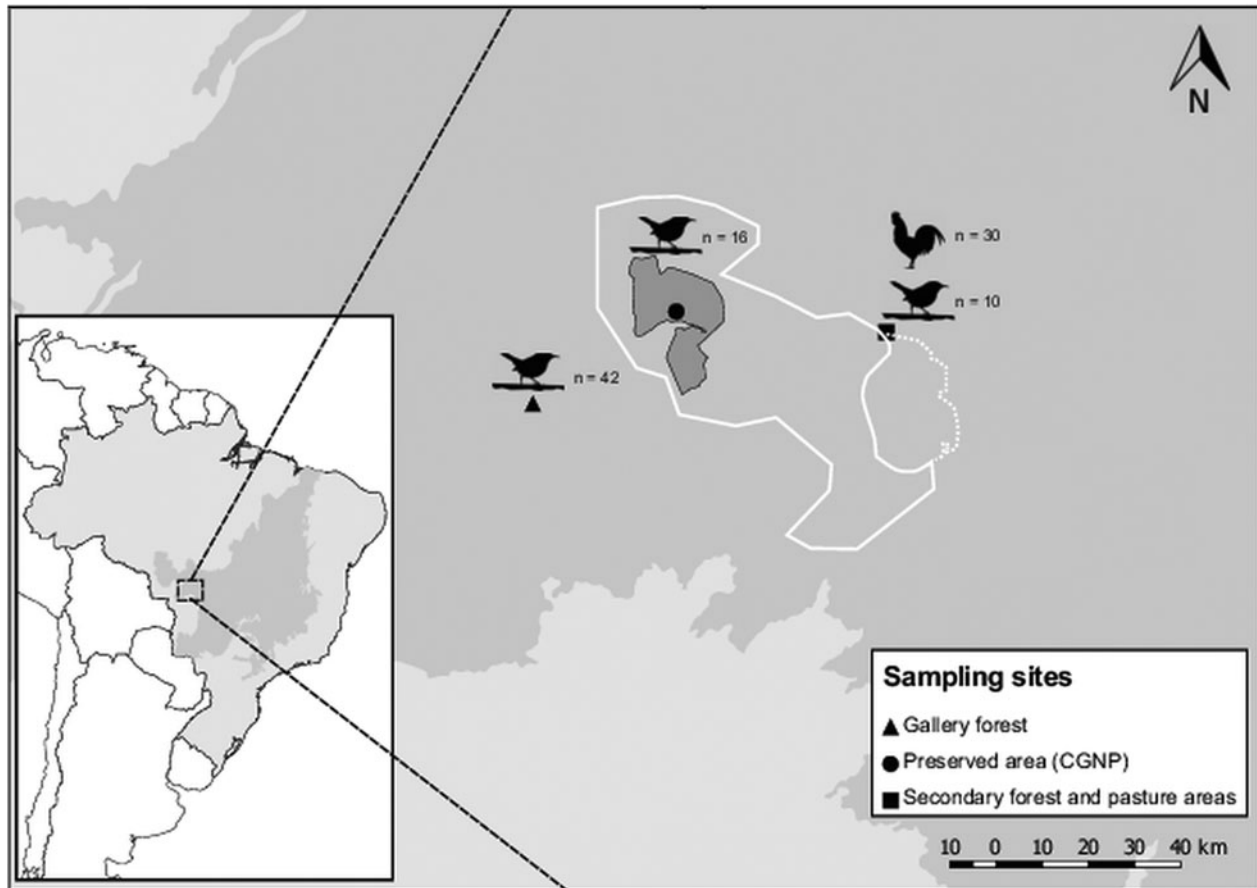 N
n = 16
n = 30
n = 10
n = 42
Sampling sites
Gallery forest
Preserved area (CGNP)
Secondary forest and pasture areas
10 0 10 20 30 40 km